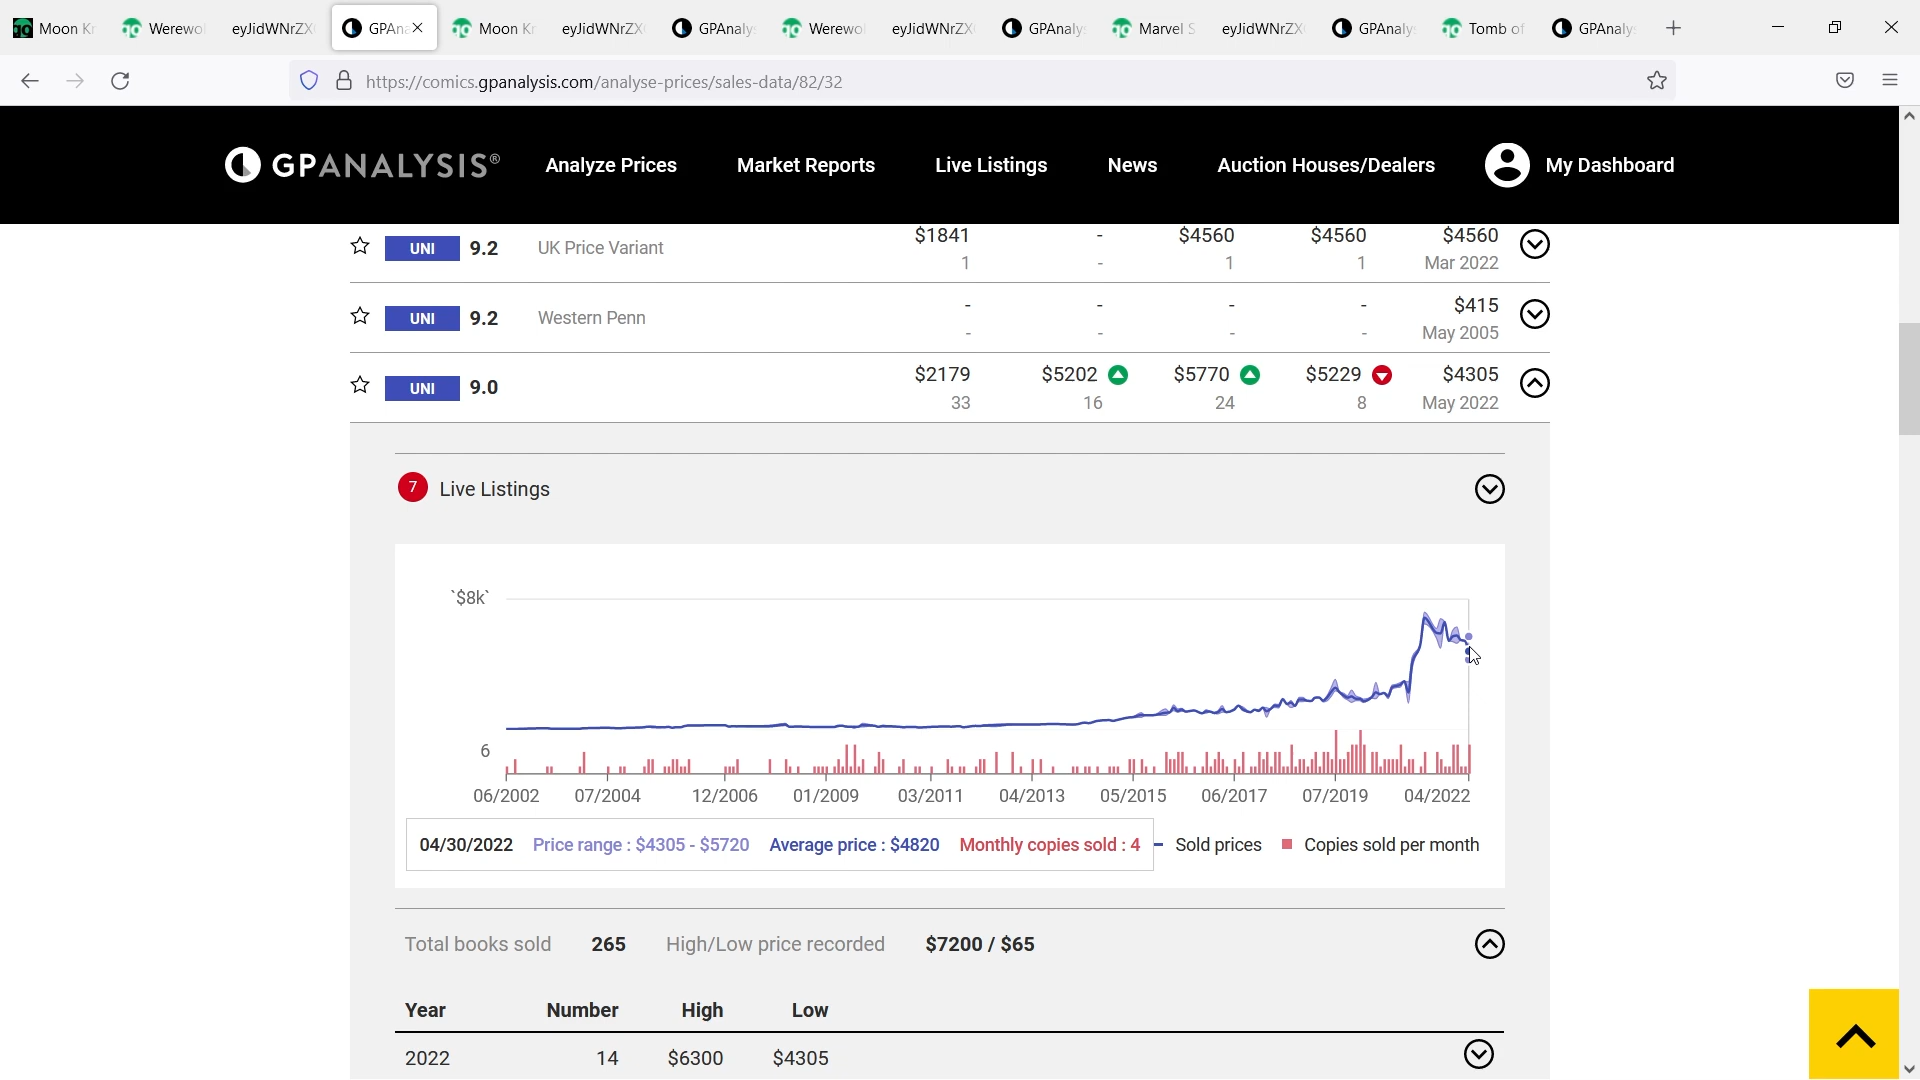 Moon Kr Werewo eyJidWNrZX GPAna Moon Kr eyJidWNrZX GPAnaly Werewo eyJidWNrZX GPAnaly Marvel S eyJidWNrZX GPAnaly Tomb of GPAnaly
https://comics.gpanalysis.com/analyse-prices/sales-data/82/32
GPANALYSIS® Analyze Prices Market Reports Live Listings News Auction Houses/Dealers My Dashboard
UNI 9.2 UK Price Variant $1841 - $4560 $4560 $4560
1 - 1 1 Mar 2022
UNI 9.2 Western Penn - - - - $415
- - - - May 2005
UNI 9.0 $2179 $5202 $5770 $5229 $4305
33 16 24 8 May 2022
7 Live Listings
`$8k`
6
06/2002 07/2004 12/2006 01/2009 03/2011 04/2013 05/2015 06/2017 07/2019 04/2022
04/30/2022 Price range : $4305 - $5720 Average price : $4820 Monthly copies sold : 4 Sold prices Copies sold per month
Total books sold 265 High/Low price recorded $7200 / $65
Year Number High Low
2022 14 $6300 $4305